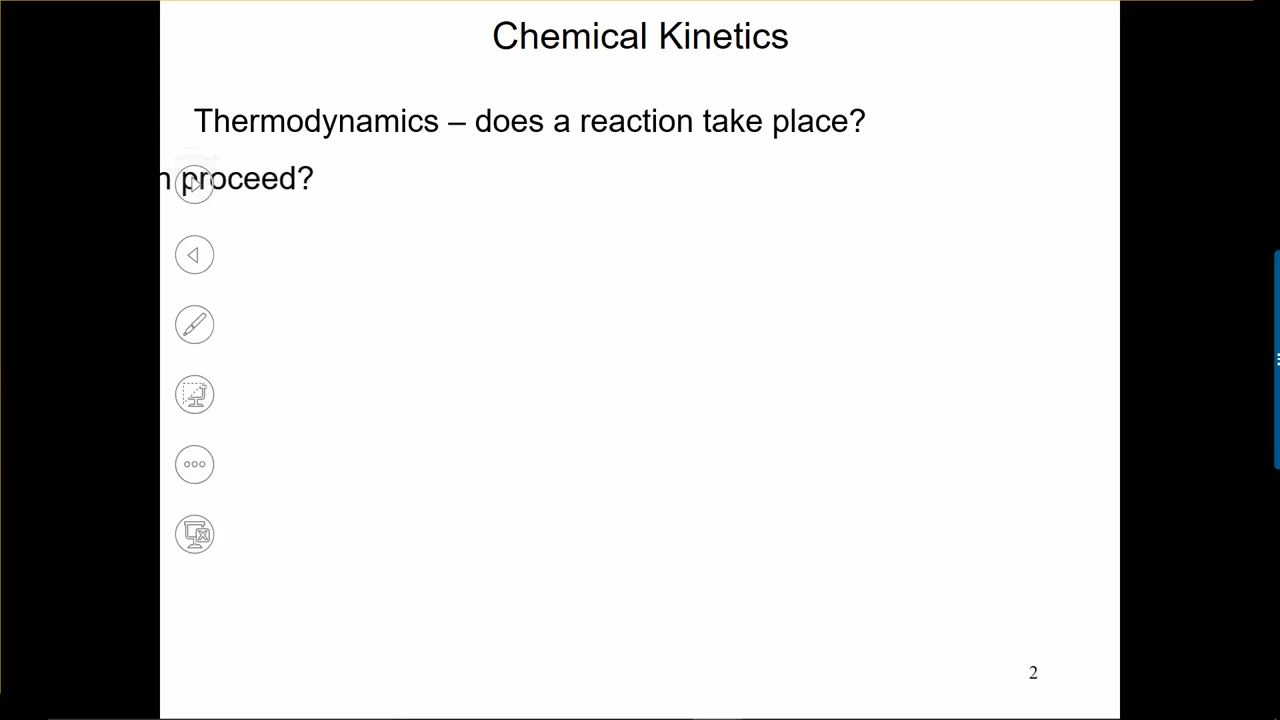 Chemical Kinetics
Thermodynamics – does a reaction take place?
n proceed?
2